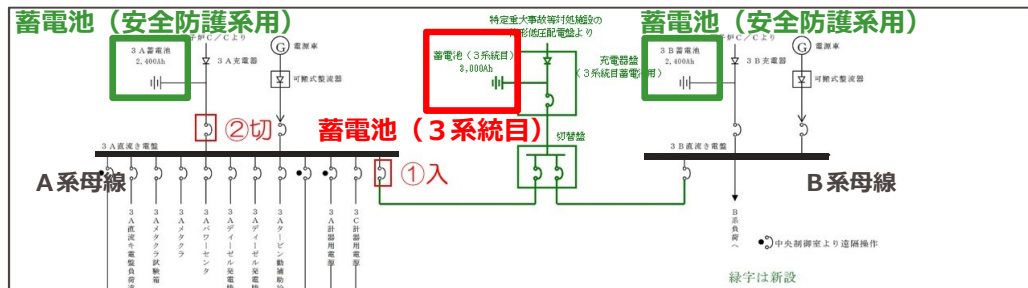 蓄電池（安全防護系用）
特定重大事故等対処施設の
蓄電池（安全防護系用）
子炉C／Cより
3A蓄電池
2,400Ah
3A充電器
G
電源車
可搬式整流器
蓄電池（3系統目）
3,000Ah
充電器盤
（3系統目蓄電池用）
3B蓄電池
2,400Ah
3B充電器
G
電源車
可搬式整流器
②切
蓄電池（３系統目）
切替盤
3A直流き電盤
3B直流き電盤
A系母線
①入
B系母線
3A直流き電盤負荷
3Aメタクラ試験箱
3Aメタクラ
3Aパワーセンタ
3Aディーゼル発電
3Aディーゼル発電
3Aタービン動補助
3A計器用電源
3C計器用電源
B系負荷へ
中央制御室より遠隔操作
緑字は新設